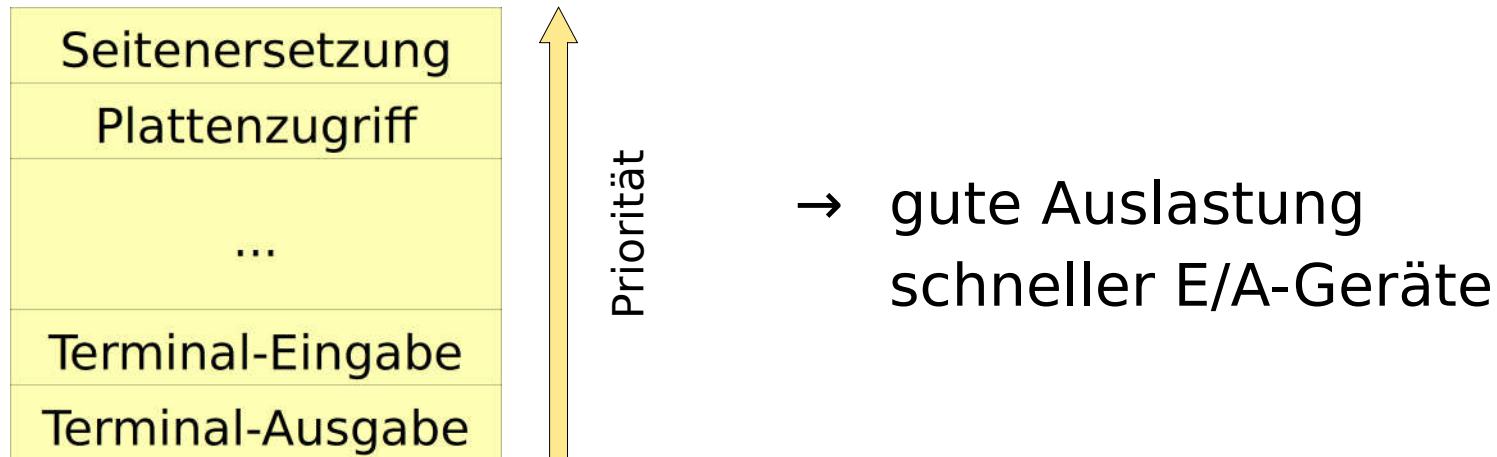 Seitenersetzung
Plattenzugriff
...
Terminal-Eingabe
Terminal-Ausgabe
Priorität
→ gute Auslastung
schneller E/A-Geräte